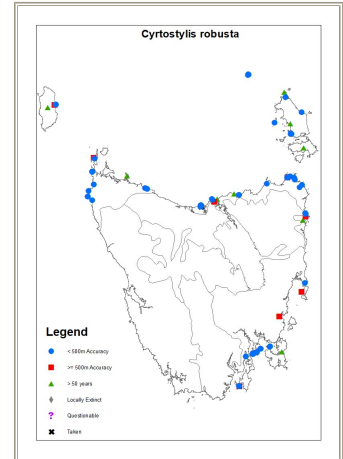 Cyrtostylis robusta
Legend
< 500m Accuracy
>= 500m Accuracy
> 50 years
Locally Extinct
Questionable
Taken